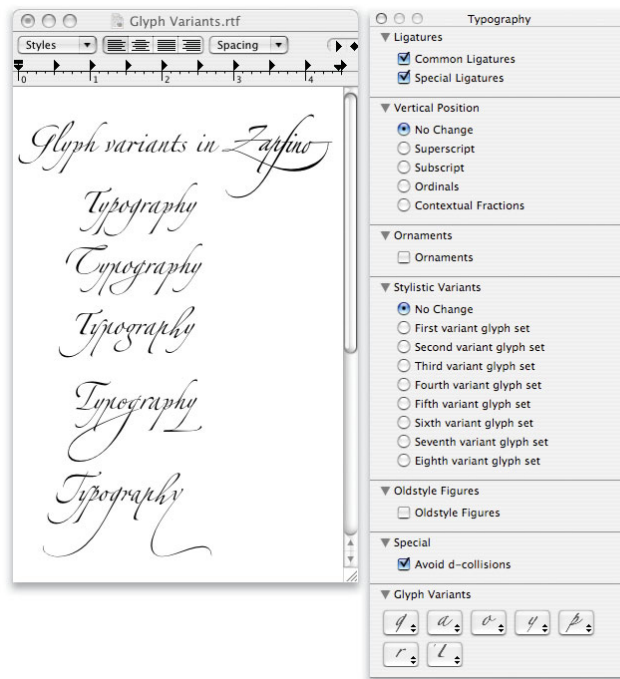 Glyph Variants.rtf
Styles
Spacing
0 1 2 3 4
Glyph variants in Zapfino
Typography
Typography
Typography
Typography
Typography
Typography
Ligatures
Common Ligatures
Special Ligatures
Vertical Position
No Change
Superscript
Subscript
Ordinals
Contextual Fractions
Ornaments
Ornaments
Stylistic Variants
No Change
First variant glyph set
Second variant glyph set
Third variant glyph set
Fourth variant glyph set
Fifth variant glyph set
Sixth variant glyph set
Seventh variant glyph set
Eighth variant glyph set
Oldstyle Figures
Oldstyle Figures
Special
Avoid d-collisions
Glyph Variants
g a o y p
r